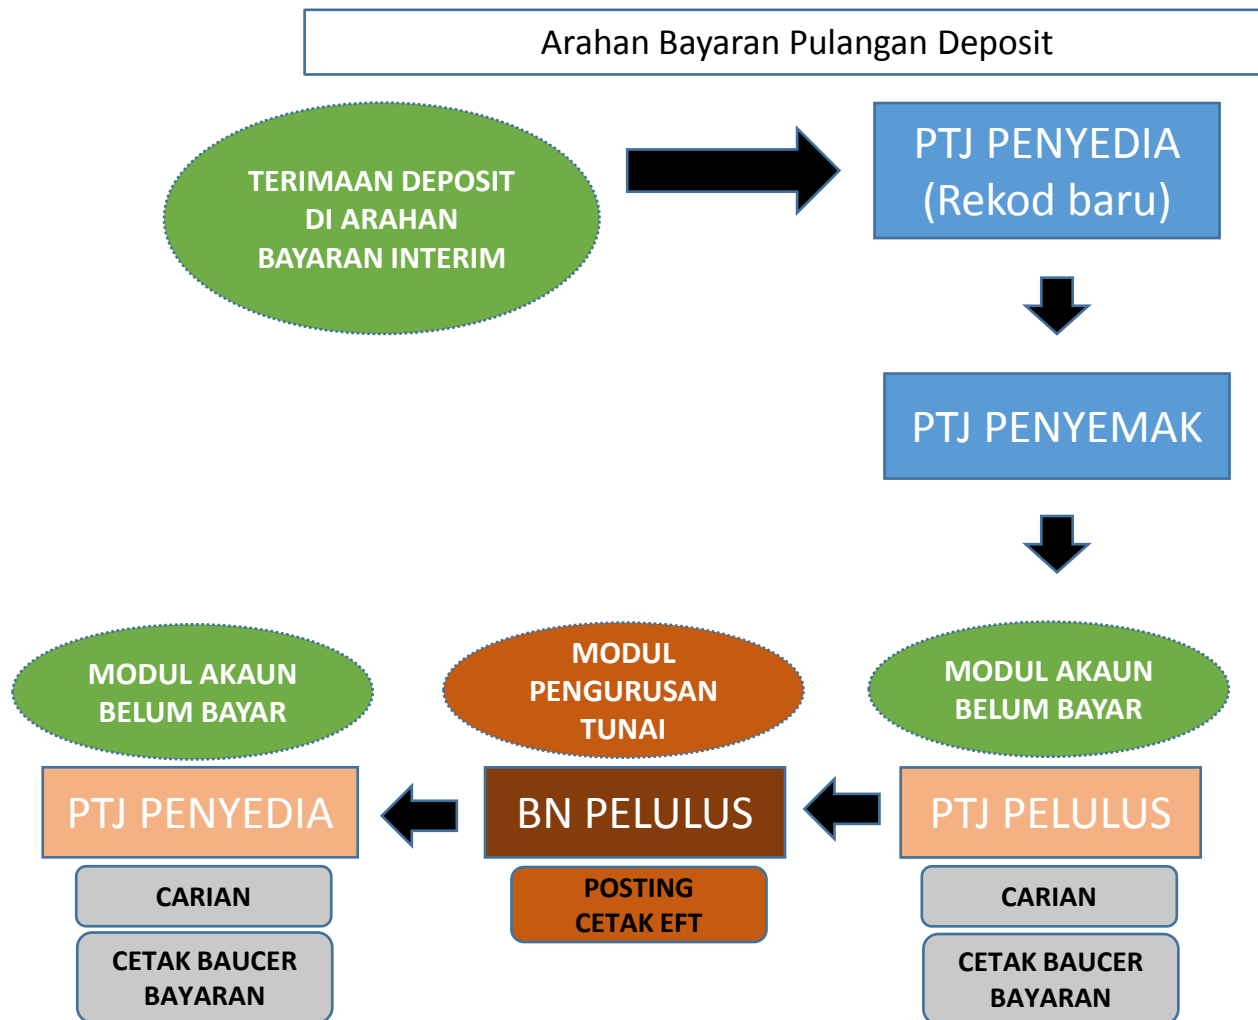 Arahan Bayaran Pulangan Deposit
TERIMAAN DEPOSIT
DI ARAHAN
BAYARAN INTERIM
PTJ PENYEDIA
(Rekod baru)
PTJ PENYEMAK
MODUL AKAUN
BELUM BAYAR
MODUL
PENGURUSAN
TUNAI
MODUL AKAUN
BELUM BAYAR
PTJ PENYEDIA
BN PELULUS
PTJ PELULUS
CARIAN
POSTING
CETAK EFT
CARIAN
CETAK BAUCER
BAYARAN
CETAK BAUCER
BAYARAN